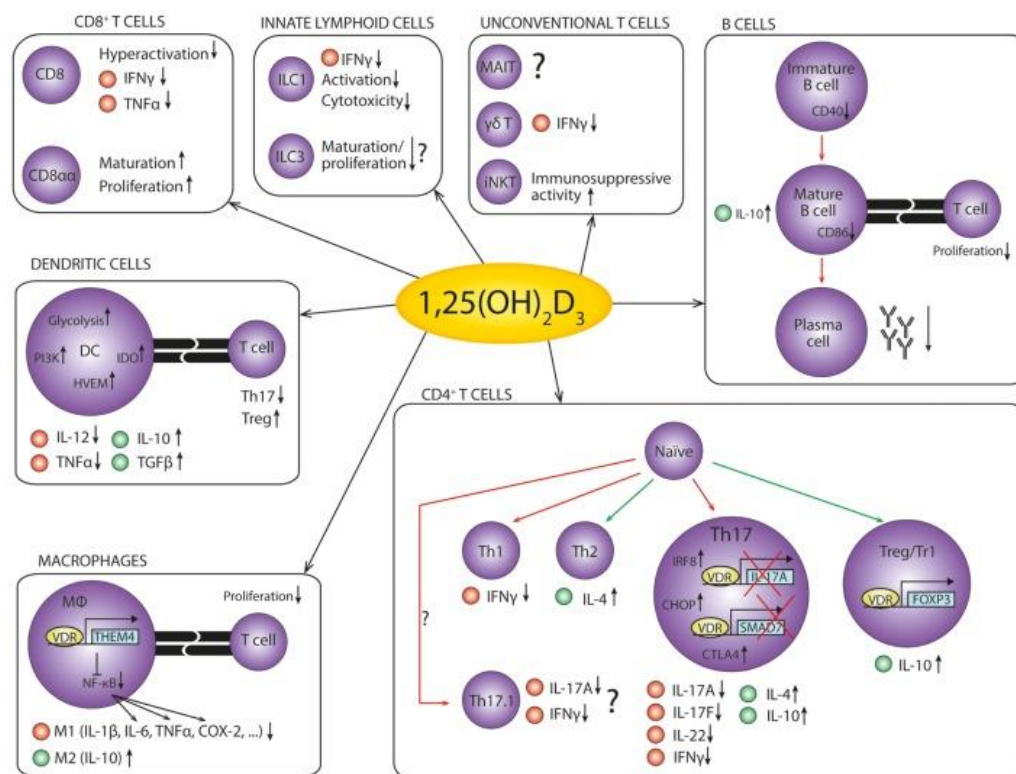 CD8⁺ T CELLS
CD8
Hyperactivation↓
IFNγ ↓
TNFα ↓
CD8αα
Maturation↑
Proliferation↑
INNATE LYMPHOID CELLS
ILC1
IFNγ↓
Activation↓
Cytotoxicity↓
ILC3
Maturation/
proliferation↓?
UNCONVENTIONAL T CELLS
MAIT
?
γδ T
IFNγ↓
iNKT
Immunosuppressive
activity ↑
B CELLS
Immature
B cell
CD40↓
IL-10↑
Mature
B cell
CD86↓
T cell
Proliferation↓
Plasma
cell
↓
1,25(OH)₂D₃
DENDRITIC CELLS
Glycolysis↑
PI3K↑
DC
IDO↑
HVEM↑
T cell
Th17↓
Treg↑
IL-12↓
IL-10↑
TNFα↓
TGFβ↑
MACROPHAGES
MΦ
VDR
THEM4
NF-κB↓
Proliferation↓
T cell
M1 (IL-1β, IL-6, TNFα, COX-2, ...) ↓
M2 (IL-10) ↑
CD4⁺ T CELLS
Naïve
?
Th1
IFNγ ↓
Th2
IL-4↑
Th17
IRF8↑
VDR
IL-17A
CHOP↑
VDR
SMAD7
CTLA4↑
IL-17A↓
IL-17F↓
IL-22↓
IFNγ↓
IL-4↑
IL-10↑
Treg/Tr1
VDR
FOXP3
IL-10↑
Th17.1
IL-17A↓
IFNγ↓
?